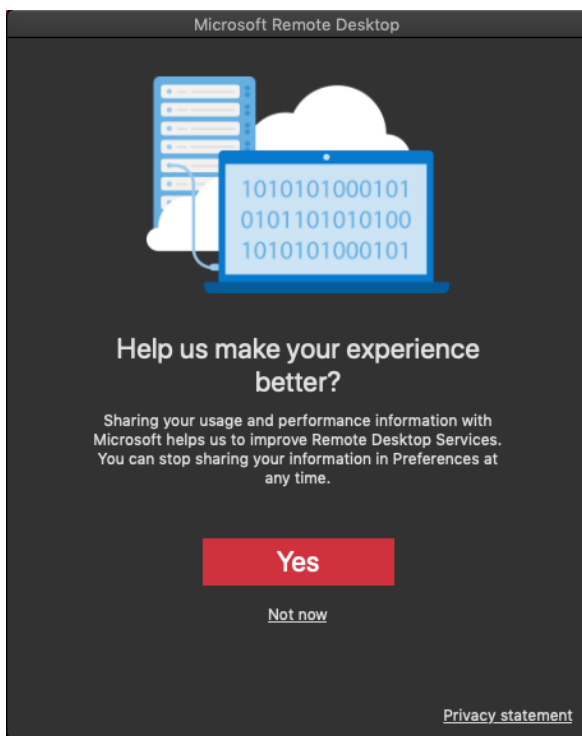 Microsoft Remote Desktop
1010101000101
0101101010100
1010101000101
Help us make your experience
better?
Sharing your usage and performance information with
Microsoft helps us to improve Remote Desktop Services.
You can stop sharing your information in Preferences at
any time.
Yes
Not now
Privacy statement